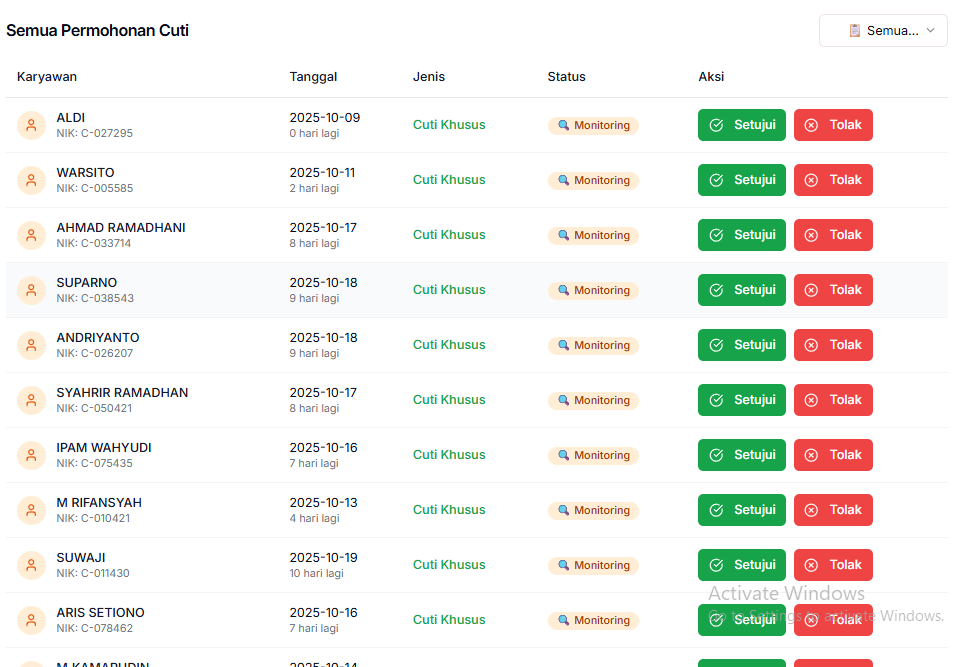 Semua Permohonan Cuti
Semua...
Karyawan Tanggal Jenis Status Aksi
ALDI 2025-10-09 Cuti Khusus Monitoring Setujui Tolak
NIK: C-027295 0 hari lagi
WARSITO 2025-10-11 Cuti Khusus Monitoring Setujui Tolak
NIK: C-005585 2 hari lagi
AHMAD RAMADHANI 2025-10-17 Cuti Khusus Monitoring Setujui Tolak
NIK: C-033714 8 hari lagi
SUPARNO 2025-10-18 Cuti Khusus Monitoring Setujui Tolak
NIK: C-038543 9 hari lagi
ANDRIYANTO 2025-10-18 Cuti Khusus Monitoring Setujui Tolak
NIK: C-026207 9 hari lagi
SYAHRIR RAMADHAN 2025-10-17 Cuti Khusus Monitoring Setujui Tolak
NIK: C-050421 8 hari lagi
IPAM WAHYUDI 2025-10-16 Cuti Khusus Monitoring Setujui Tolak
NIK: C-075435 7 hari lagi
M RIFANSYAH 2025-10-13 Cuti Khusus Monitoring Setujui Tolak
NIK: C-010421 4 hari lagi
SUWAJI 2025-10-19 Cuti Khusus Monitoring Setujui Tolak
NIK: C-011430 10 hari lagi
Activate Windows
Go to Settings to activate Windows.
ARIS SETIONO 2025-10-16 Cuti Khusus Monitoring Setujui Tolak
NIK: C-078462 7 hari lagi
M KAMARUDIN 2025-10-14